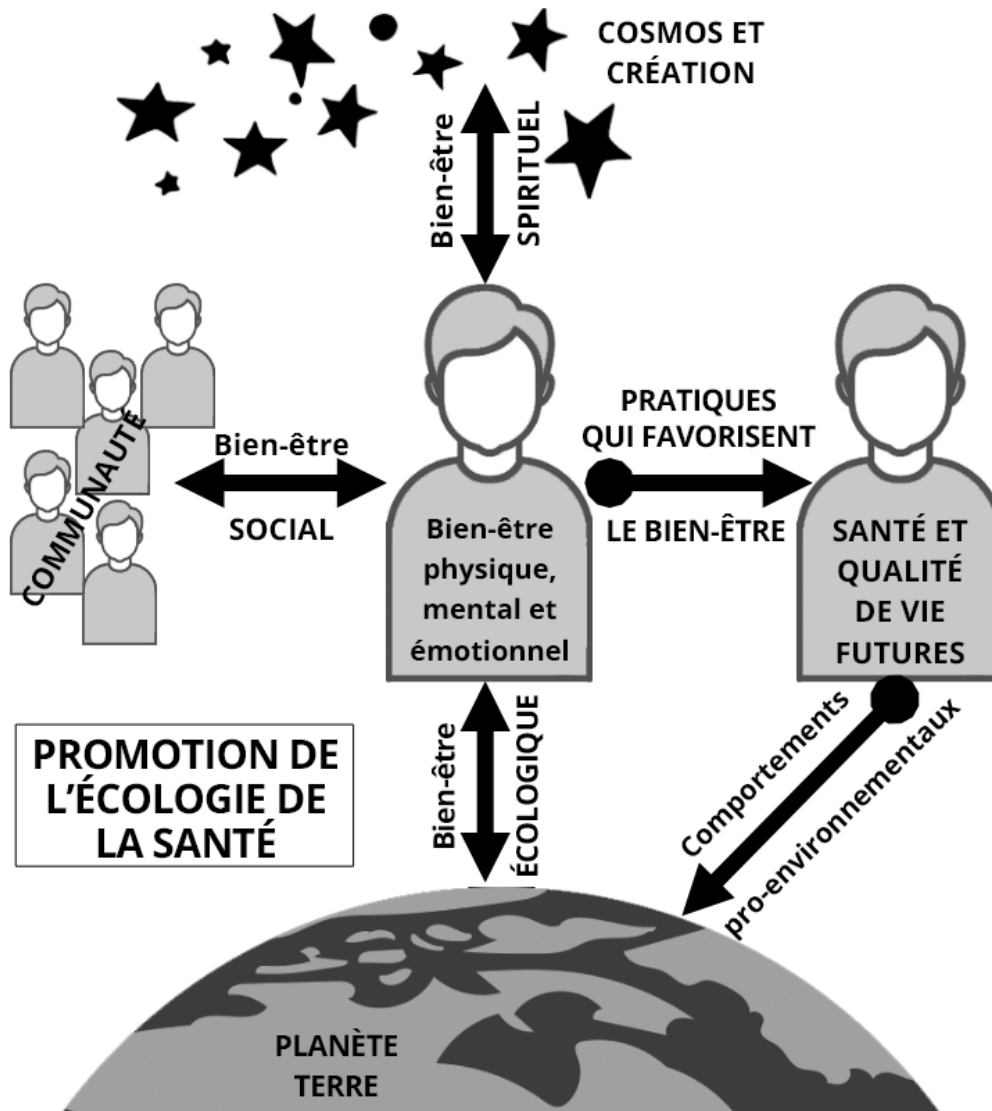 COSMOS ET
CRÉATION
Bien-être
SPIRITUEL
COMMUNAUTÉ
Bien-être
SOCIAL
Bien-être
physique,
mental et
émotionnel
PRATIQUES
QUI FAVORISENT
LE BIEN-ÊTRE
SANTÉ ET
QUALITÉ
DE VIE
FUTURES
PROMOTION DE
L’ÉCOLOGIE DE
LA SANTÉ
Bien-être
ÉCOLOGIQUE
Comportements
pro-environnementaux
PLANÈTE
TERRE